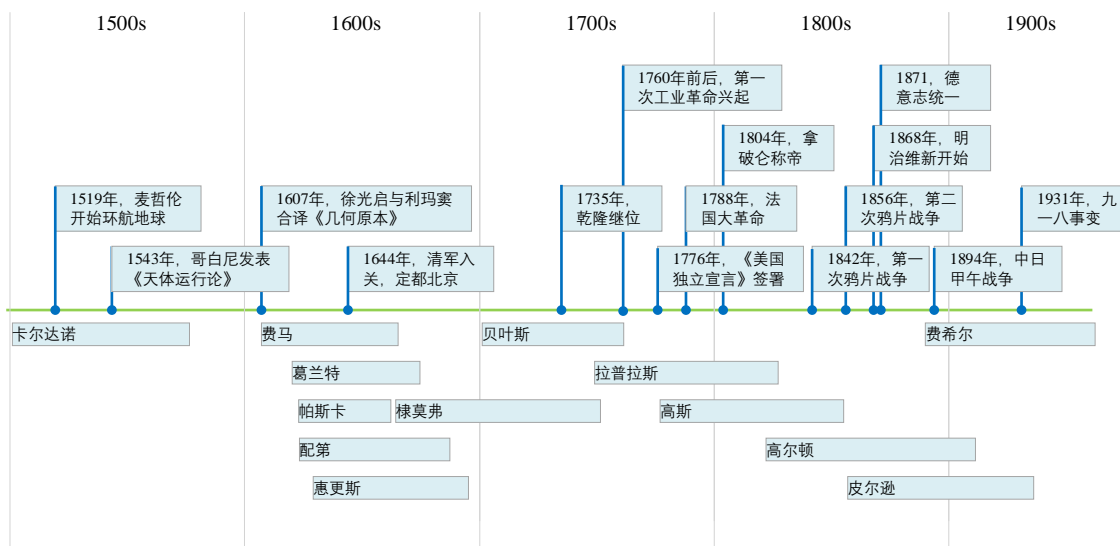 1500s
1600s
1700s
1800s
1900s
1760年前后，第一
次工业革命兴起
1871，德
意志统一
1804年，拿
破仑称帝
1868年，明
治维新开始
1519年，麦哲伦
开始环航地球
1607年，徐光启与利玛窦
合译《几何原本》
1735年，
乾隆继位
1788年，法
国大革命
1856年，第二
次鸦片战争
1931年，九
一八事变
1543年，哥白尼发表
《天体运行论》
1644年，清军入
关，定都北京
1776年，《美国
独立宣言》签署
1842年，第一
次鸦片战争
1894年，中日
甲午战争
卡尔达诺
费马
贝叶斯
费希尔
葛兰特
拉普拉斯
帕斯卡
棣莫弗
高斯
配第
高尔顿
惠更斯
皮尔逊